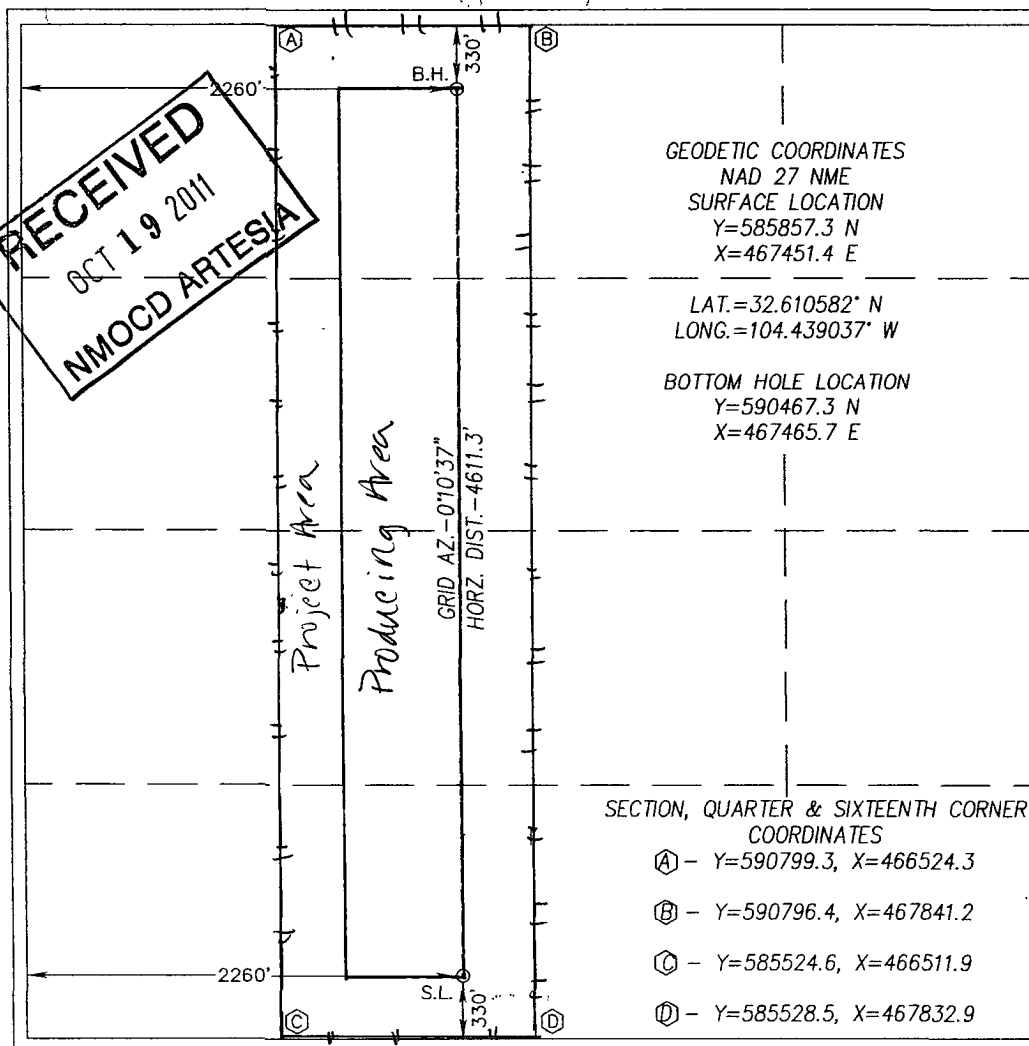 A
B
330'
B.H.
2260'
RECEIVED
OCT 19 2011
NMOCD ARTESIA
GEODETIC COORDINATES
NAD 27 NME
SURFACE LOCATION
Y=585857.3 N
X=467451.4 E
LAT.=32.610582° N
LONG.=104.439037° W
BOTTOM HOLE LOCATION
Y=590467.3 N
X=467465.7 E
Project Area
Producing Area
GRID AZ.-0°10'37"
HORZ. DIST.-4611.3'
SECTION, QUARTER & SIXTEENTH CORNER
COORDINATES
A - Y=590799.3, X=466524.3
B - Y=590796.4, X=467841.2
C - Y=585524.6, X=466511.9
D - Y=585528.5, X=467832.9
2260'
S.L.
330'
C
D